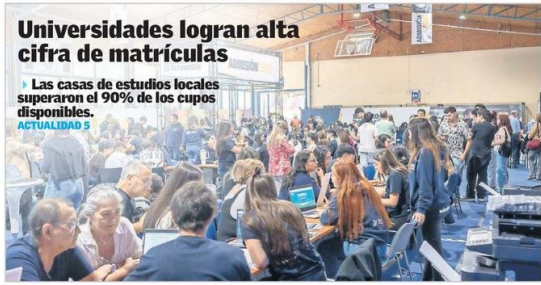 Universidades logran alta
cifra de matrículas
Las casas de estudios locales
superaron el 90% de los cupos
disponibles.
ACTUALIDAD 5